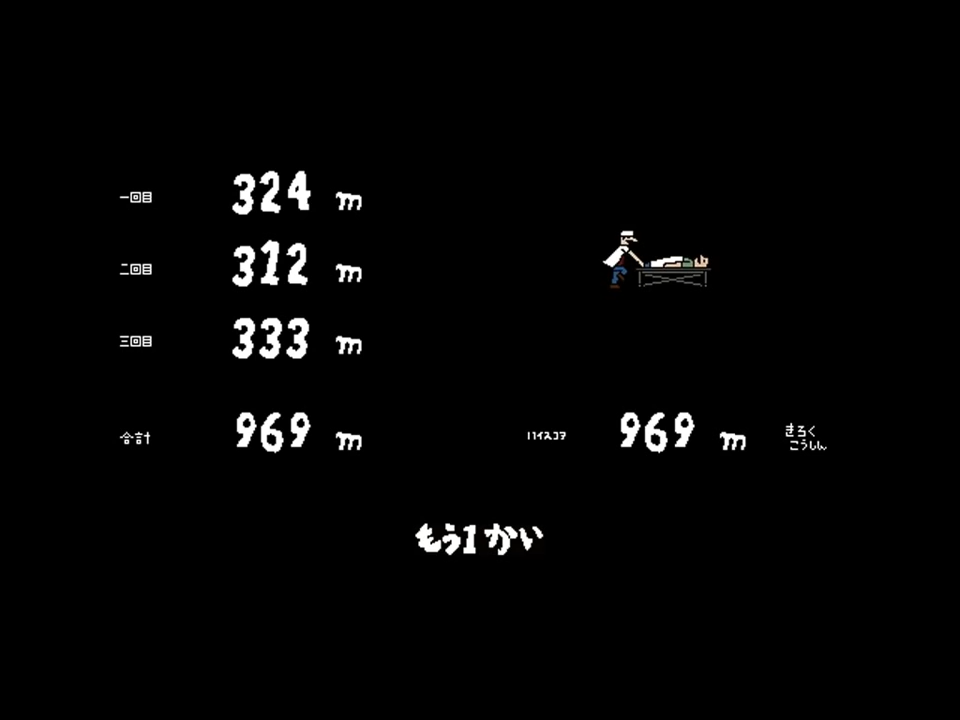 一回目 324 m
二回目 312 m
三回目 333 m
合計 969 m ハイスコア 969 m きろく
こうしん
もう1かい